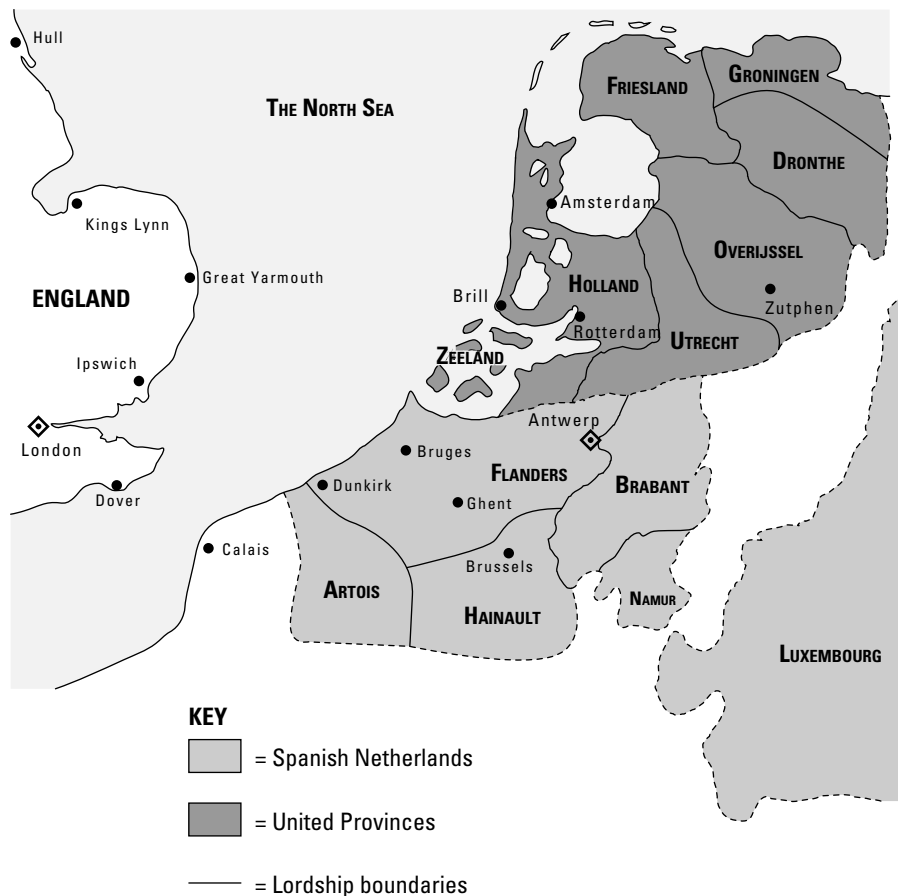 Hull
THE NORTH SEA
FRIESLAND
GRONINGEN
DRONTHE
Kings Lynn
Amsterdam
OVERIJSSEL
Great Yarmouth
ENGLAND
HOLLAND
Brill
Zutphen
Rotterdam
UTRECHT
ZEELAND
Ipswich
Antwerp
London
Bruges
FLANDERS
Dunkirk
BRABANT
Dover
Ghent
Calais
Brussels
ARTOIS
NAMUR
HAINAULT
LUXEMBOURG
KEY
= Spanish Netherlands
= United Provinces
= Lordship boundaries